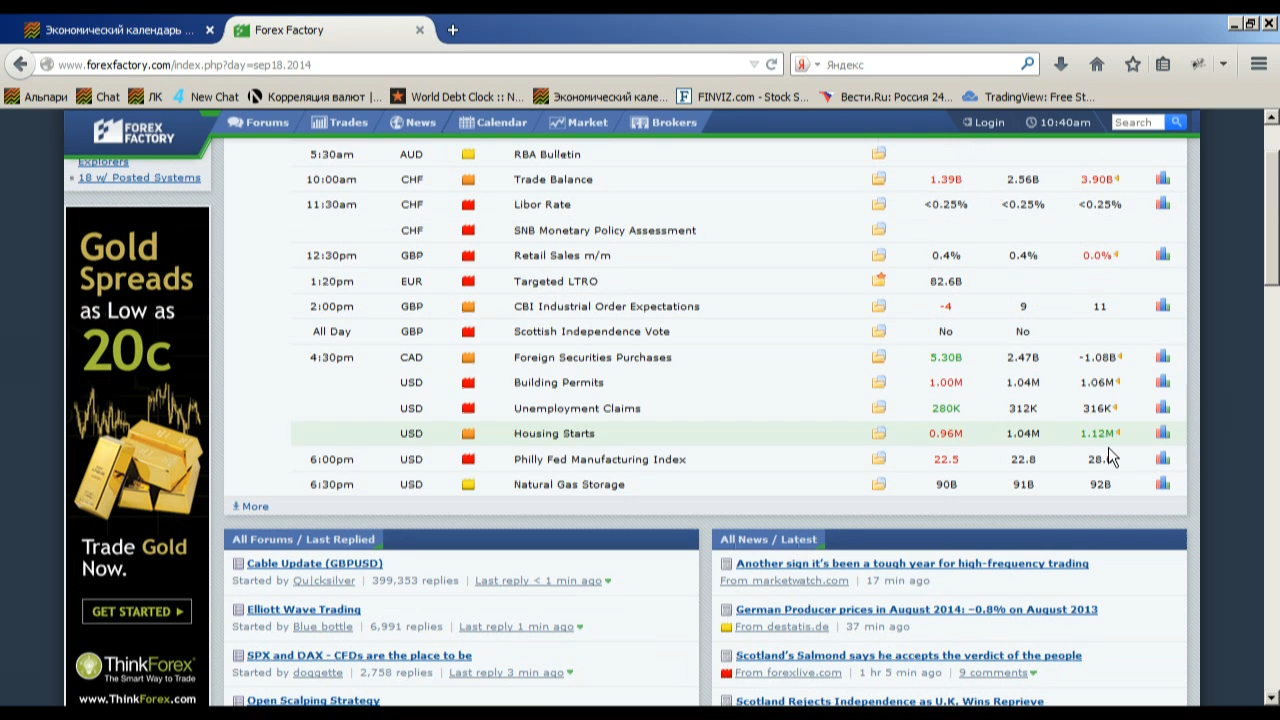 Экономический календарь ... × Forex Factory ×
www.forexfactory.com/index.php?day=sep18.2014 Я Яндекс
Альпари Chat ЛК New Chat Корреляция валют |... World Debt Clock :: N... Экономический кале... FINVIZ.com - Stock S... Вести.Ru: Россия 24... TradingView: Free St...
FOREX FACTORY Forums Trades News Calendar Market Brokers Login 10:40am Search
Explorers
18 w/ Posted Systems
5:30am AUD RBA Bulletin
10:00am CHF Trade Balance 1.39B 2.56B 3.90B
11:30am CHF Libor Rate <0.25% <0.25% <0.25%
CHF SNB Monetary Policy Assessment
12:30pm GBP Retail Sales m/m 0.4% 0.4% 0.0%
1:20pm EUR Targeted LTRO 82.6B
2:00pm GBP CBI Industrial Order Expectations -4 9 11
All Day GBP Scottish Independence Vote No No
4:30pm CAD Foreign Securities Purchases 5.30B 2.47B -1.08B
USD Building Permits 1.00M 1.04M 1.06M
USD Unemployment Claims 280K 312K 316K
USD Housing Starts 0.96M 1.04M 1.12M
6:00pm USD Philly Fed Manufacturing Index 22.5 22.8
6:30pm USD Natural Gas Storage 90B 91B 92B
More
Gold
Spreads
as Low as
20c
Trade Gold
Now.
GET STARTED
ThinkForex
The Smart Way to Trade
www.ThinkForex.com
All Forums / Last Replied
Cable Update (GBPUSD)
Started by Quicksilver | 399,353 replies | Last reply < 1 min ago
Elliott Wave Trading
Started by Blue bottle | 6,991 replies | Last reply 1 min ago
SPX and DAX - CFDs are the place to be
Started by doggette | 2,758 replies | Last reply 3 min ago
Open Scalping Strategy
All News / Latest
Another sign it's been a tough year for high-frequency trading
From marketwatch.com | 17 min ago
German Producer prices in August 2014: −0.8% on August 2013
From destatis.de | 37 min ago
Scotland's Salmond says he accepts the verdict of the people
From forexlive.com | 1 hr 5 min ago | 9 comments
Scotland Rejects Independence as U.K. Wins Reprieve